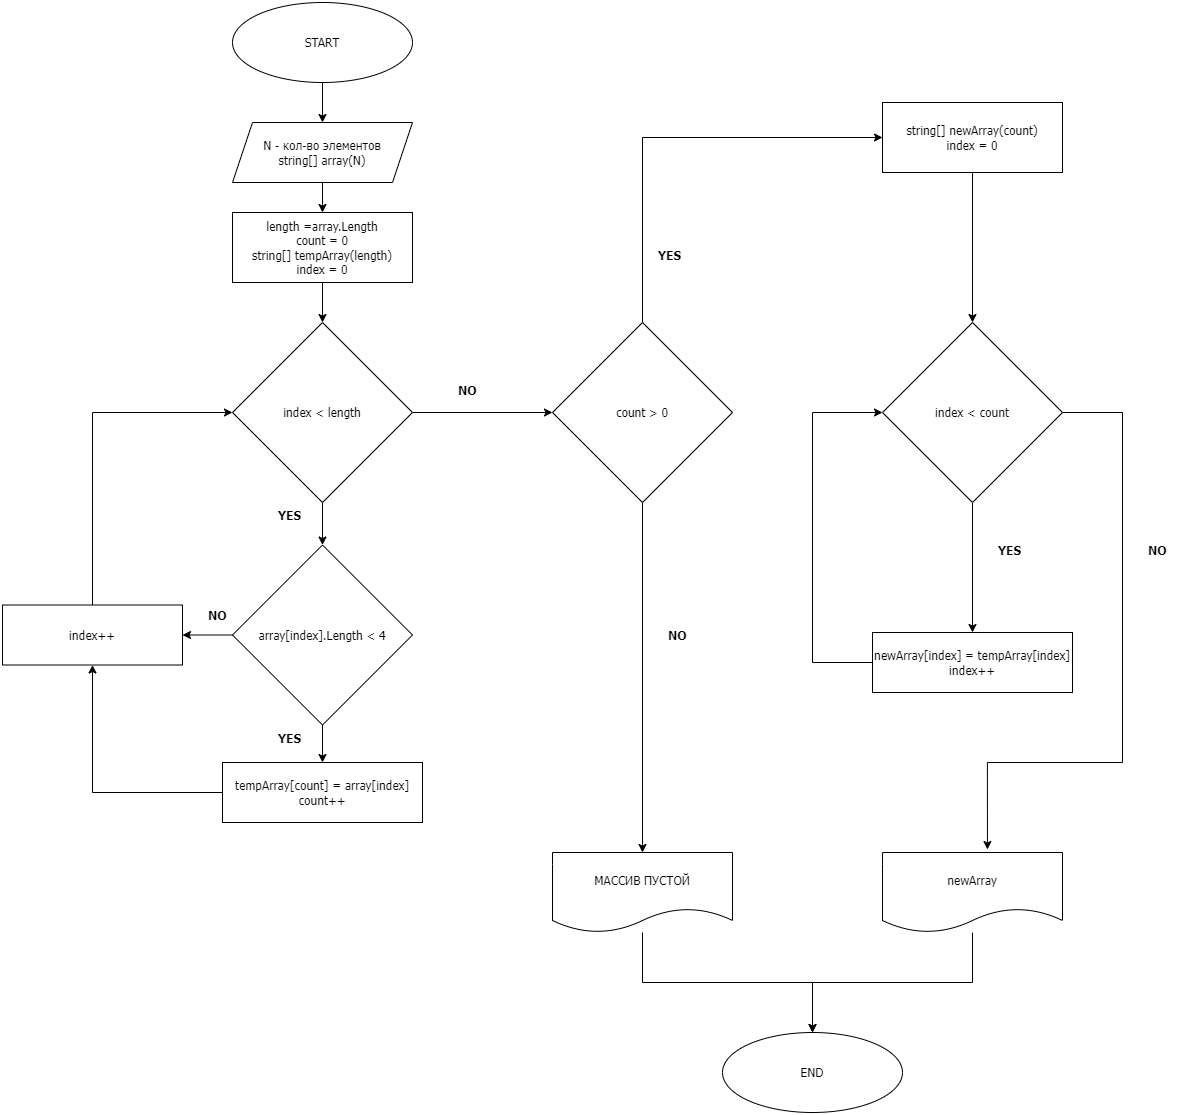 START
N - кол-во элементов
string[] array(N)
length =array.Length
count = 0
string[] tempArray(length)
index = 0
index < length
YES
NO
array[index].Length < 4
NO
YES
index++
tempArray[count] = array[index]
count++
count > 0
YES
NO
string[] newArray(count)
index = 0
index < count
YES
NO
newArray[index] = tempArray[index]
index++
МАССИВ ПУСТОЙ
newArray
END